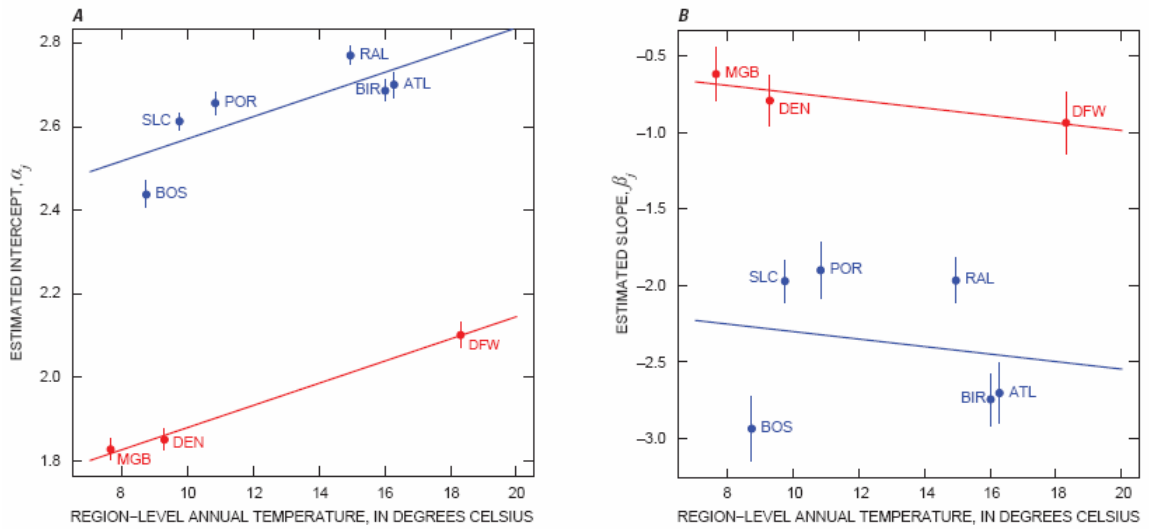 A
2.8
2.6
2.4
2.2
2.0
1.8
ESTIMATED INTERCEPT, αj
RAL
BIR
ATL
POR
SLC
BOS
DFW
DEN
MGB
8 10 12 14 16 18 20
REGION–LEVEL ANNUAL TEMPERATURE, IN DEGREES CELSIUS
B
–0.5
–1.0
–1.5
–2.0
–2.5
–3.0
ESTIMATED SLOPE, βj
MGB
DEN
DFW
SLC
POR
RAL
BIR
ATL
BOS
8 10 12 14 16 18 20
REGION–LEVEL ANNUAL TEMPERATURE, IN DEGREES CELSIUS